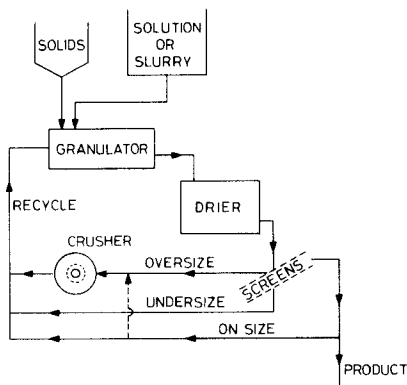 SOLIDS
SOLUTION
OR
SLURRY
GRANULATOR
DRIER
RECYCLE
CRUSHER
OVERSIZE
SCREENS
UNDERSIZE
ON SIZE
PRODUCT